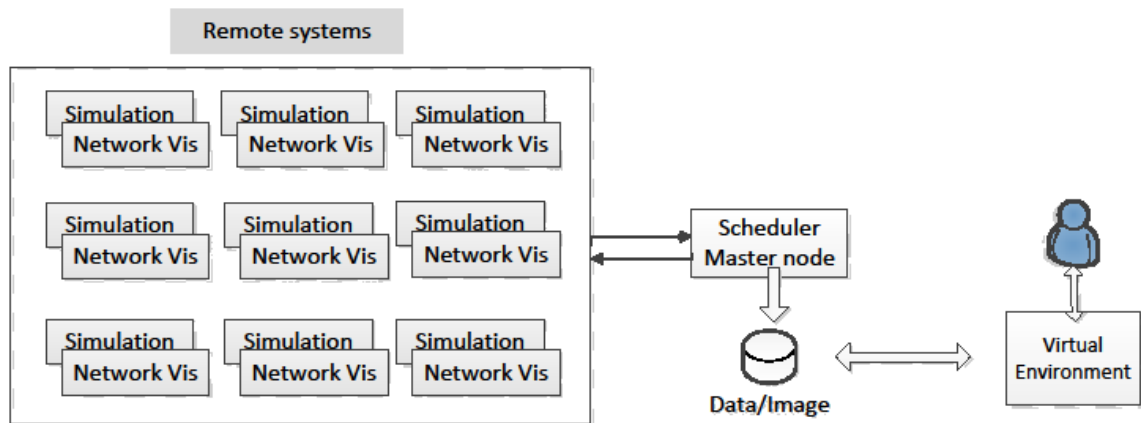 Remote systems
Simulation
Network Vis
Simulation
Network Vis
Simulation
Network Vis
Simulation
Network Vis
Simulation
Network Vis
Simulation
Network Vis
Simulation
Network Vis
Simulation
Network Vis
Simulation
Network Vis
Scheduler
Master node
Data/Image
Virtual
Environment